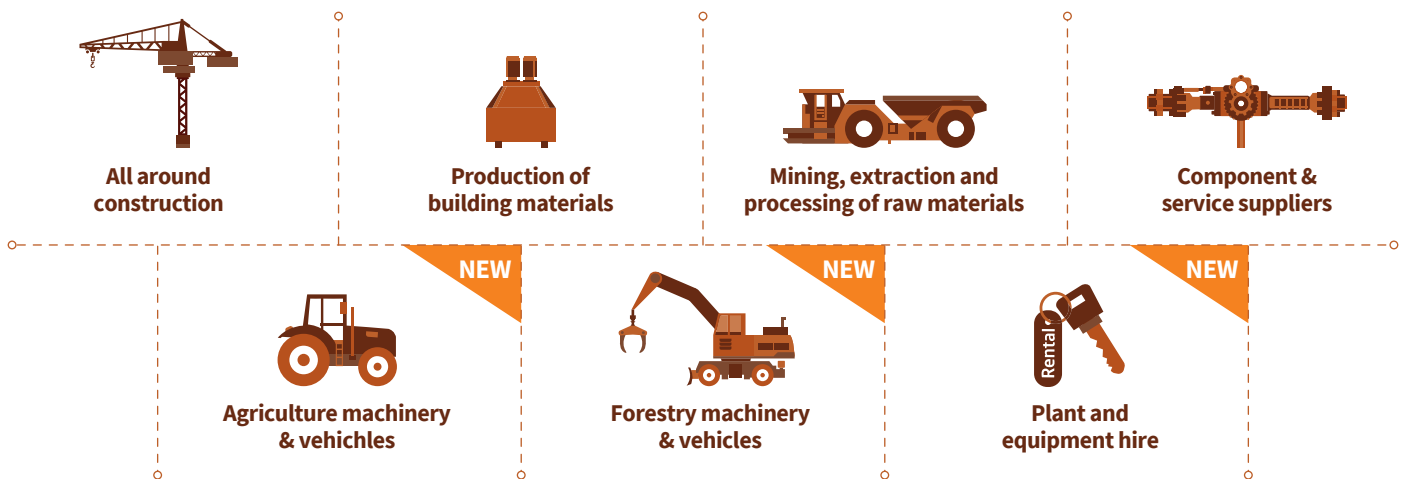 All around
construction
Production of
building materials
Mining, extraction and
processing of raw materials
Component &
service suppliers
NEW
Agriculture machinery
& vehichles
NEW
Forestry machinery
& vehicles
NEW
Rental
Plant and
equipment hire